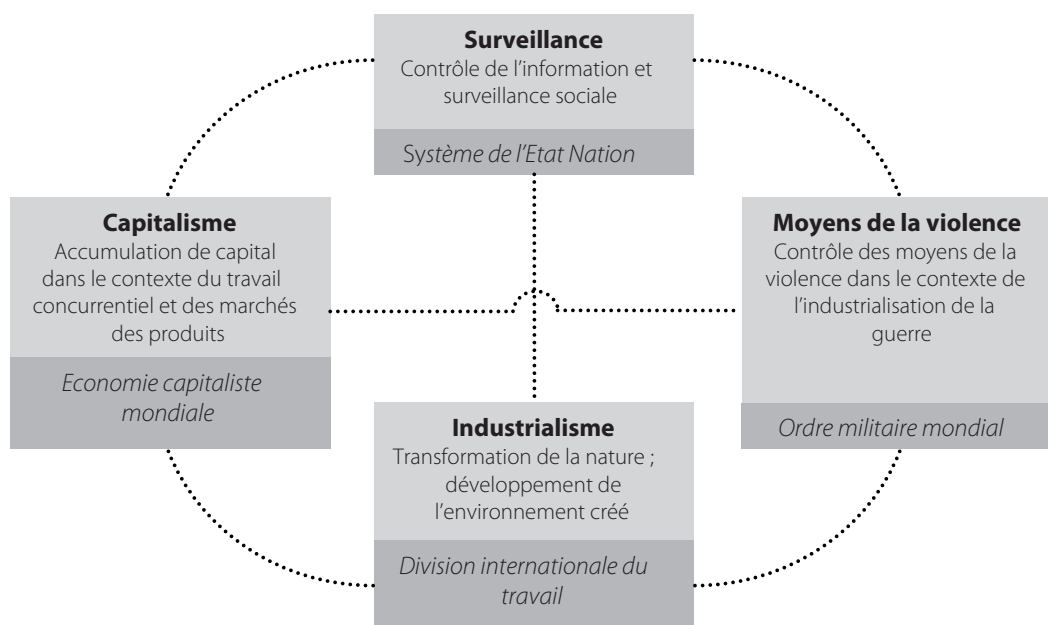 Surveillance
Contrôle de l’information et
surveillance sociale
Système de l’Etat Nation
Capitalisme
Accumulation de capital
dans le contexte du travail
concurrentiel et des marchés
des produits
Economie capitaliste
mondiale
Moyens de la violence
Contrôle des moyens de la
violence dans le contexte de
l’industrialisation de la
guerre
Ordre militaire mondial
Industrialisme
Transformation de la nature ;
développement de
l’environnement créé
Division internationale du
travail